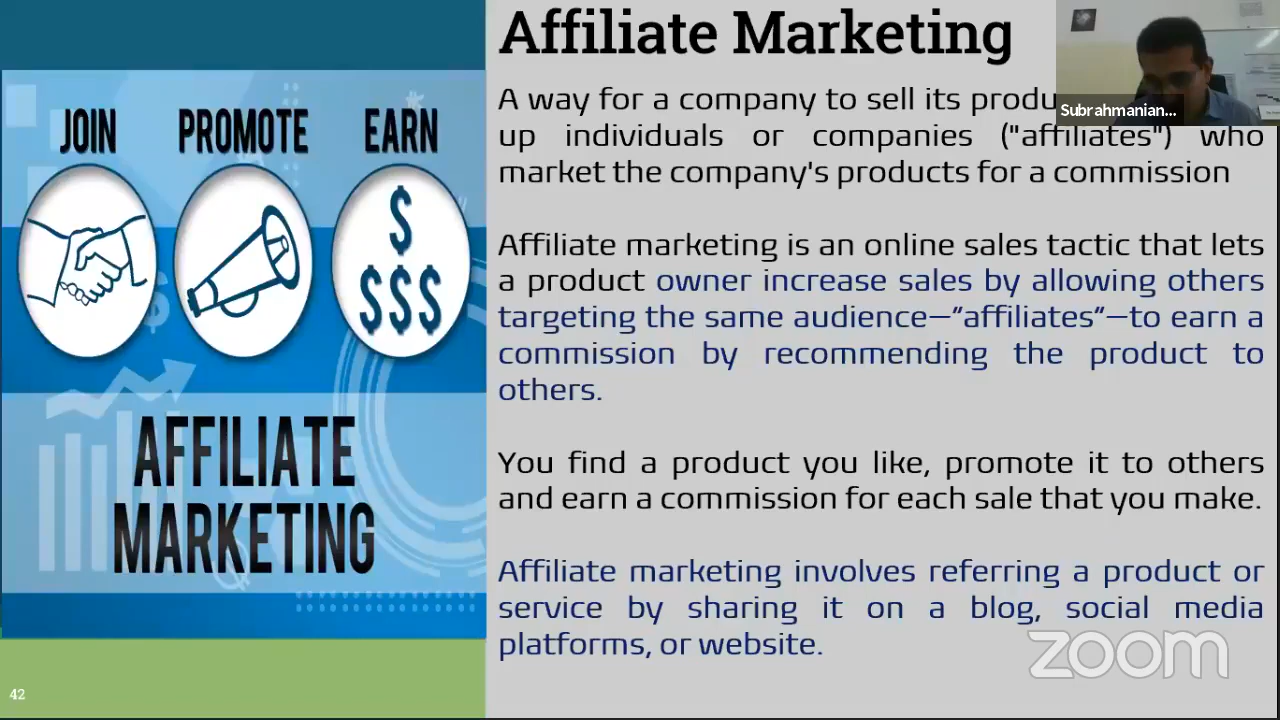 Affiliate Marketing
JOIN PROMOTE EARN
$
$$$
AFFILIATE
MARKETING
A way for a company to sell its
up individuals or companies ("affiliates") who
market the company's products for a commission
Affiliate marketing is an online sales tactic that lets
a product owner increase sales by allowing others
targeting the same audience—"affiliates"—to earn a
commission by recommending the product to
others.
You find a product you like, promote it to others
and earn a commission for each sale that you make.
Affiliate marketing involves referring a product or
service by sharing it on a blog, social media
platforms, or website.
Subrahmanian...
zoom
42